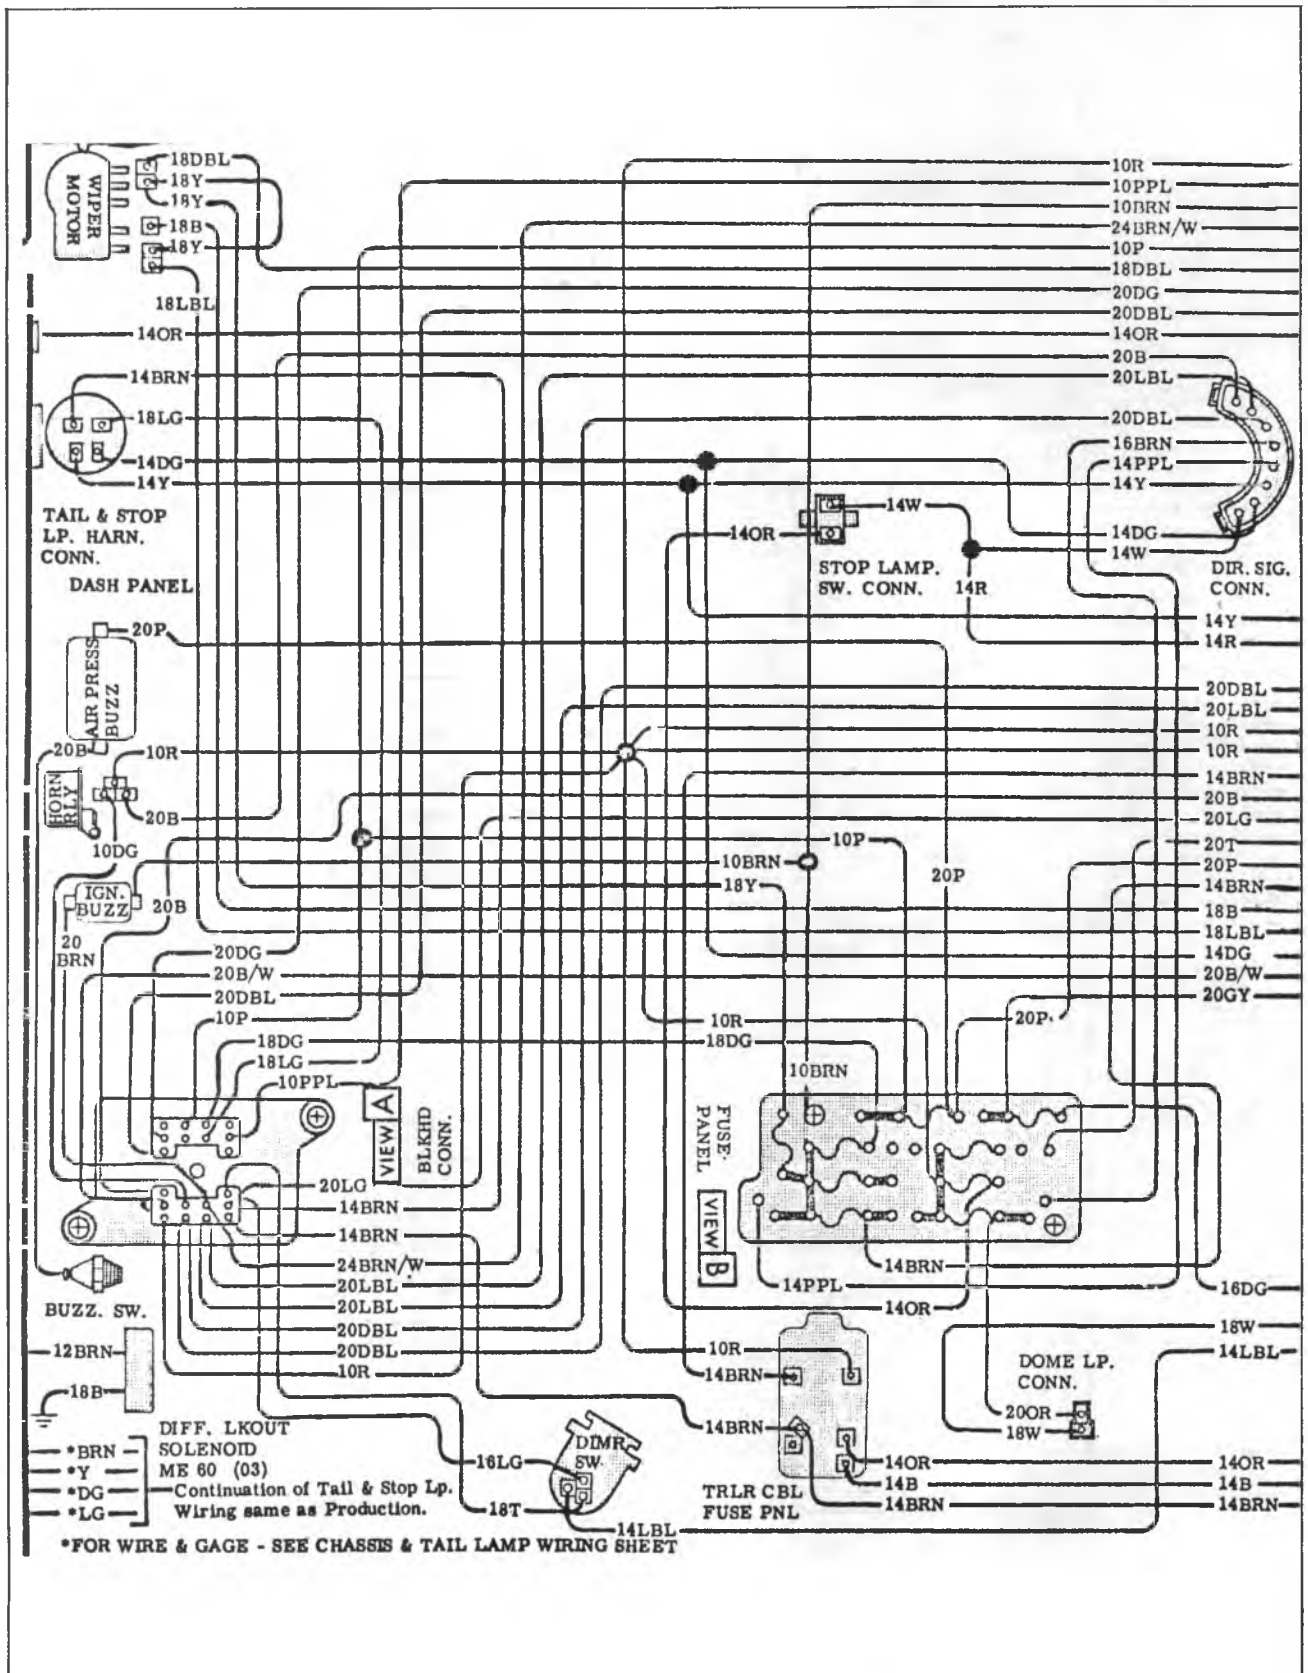 18DBL
18Y
18Y
18B
18Y
WIPER
MOTOR
18LBL
10R
10PPL
10BRN
24BRN/W
10P
18DBL
20DG
20DBL
14OR
14OR
20B
20LBL
14BRN
18LG
14DG
14Y
20DBL
16BRN
14PPL
14Y
14DG
14W
TAIL & STOP
LP. HARN.
CONN.
DASH PANEL
14OR
14W
STOP LAMP.
SW. CONN.
14R
DIR. SIG.
CONN.
14Y
14R
20P
AIR PRESS
BUZZ
20B
10R
HORN
RLY
20B
10DG
IGN.
BUZZ
20B
20
BRN
20DBL
20LBL
10R
10R
14BRN
20B
20LG
20T
20P
14BRN
18B
18LBL
14DG
20B/W
20GY
10P
10BRN
18Y
20P
20DG
20B/W
20DBL
10P
18DG
18LG
10PPL
10R
18DG
20P
10BRN
VIEW A
BLKHD
CONN.
FUSE.
PANEL
VIEW B
20LG
14BRN
14BRN
24BRN/W
20LBL
20LBL
20DBL
20DBL
10R
14BRN
14PPL
14OR
16DG
18W
14LBL
BUZZ. SW.
12BRN
18B
10R
14BRN
14BRN
DOME LP.
CONN.
20OR
18W
DIFF. LKOUT
SOLENOID
ME 60 (03)
*BRN
*Y
*DG
*LG
Continuation of Tail & Stop Lp.
Wiring same as Production.
16LG
DIMR
SW.
18T
14LBL
TRLR CBL
FUSE PNL
14OR
14B
14BRN
14OR
14B
14BRN
*FOR WIRE & GAGE - SEE CHASSIS & TAIL LAMP WIRING SHEET